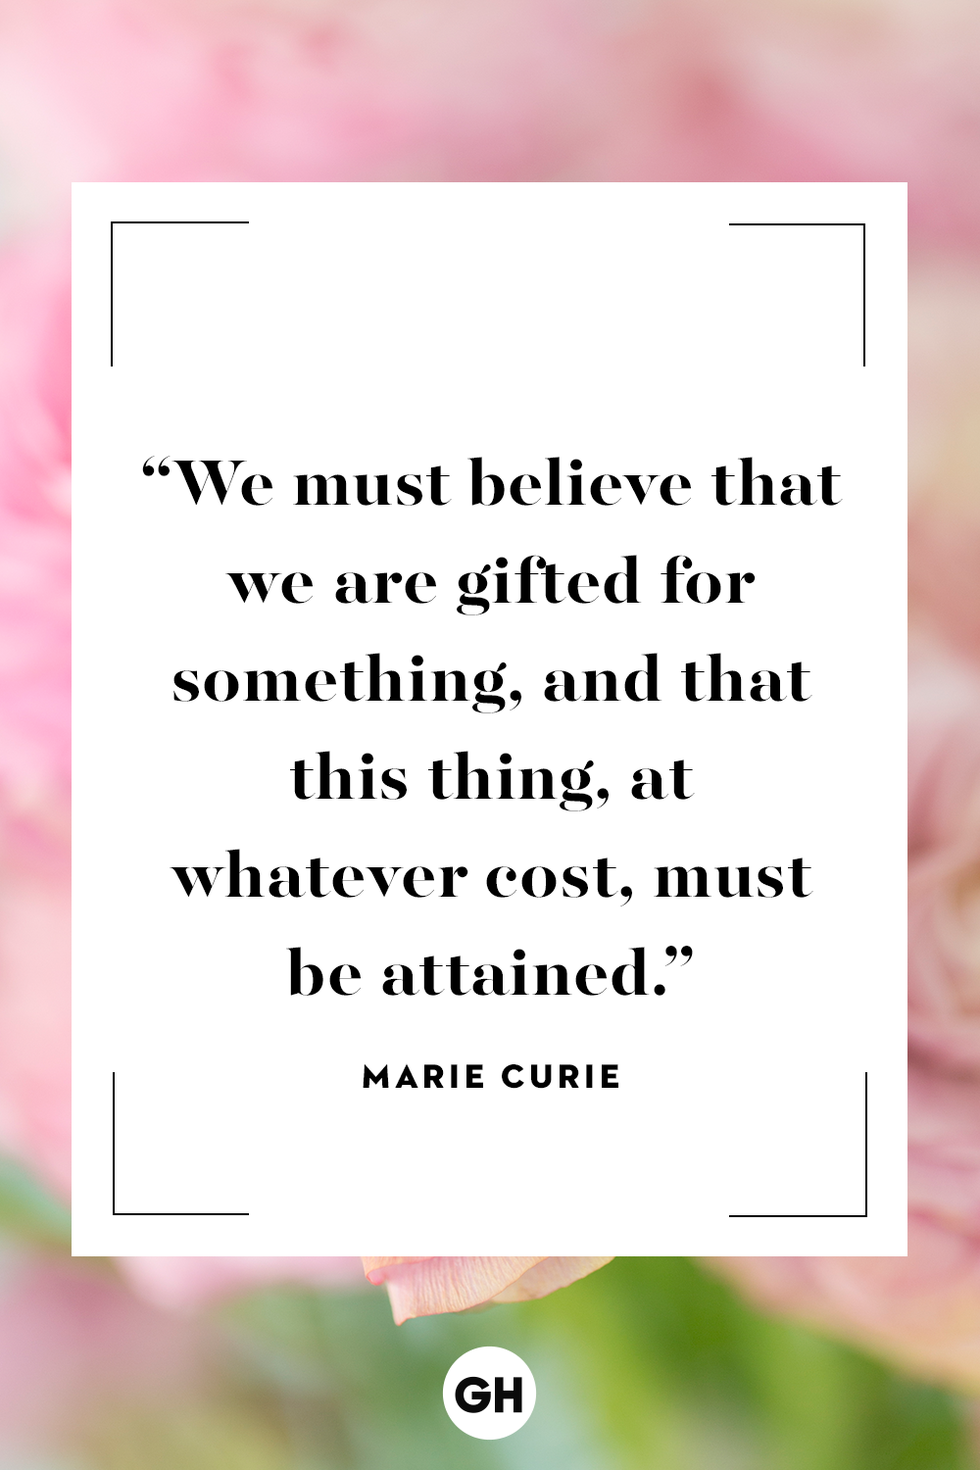 “We must believe that
we are gifted for
something, and that
this thing, at
whatever cost, must
be attained.”
MARIE CURIE
GH